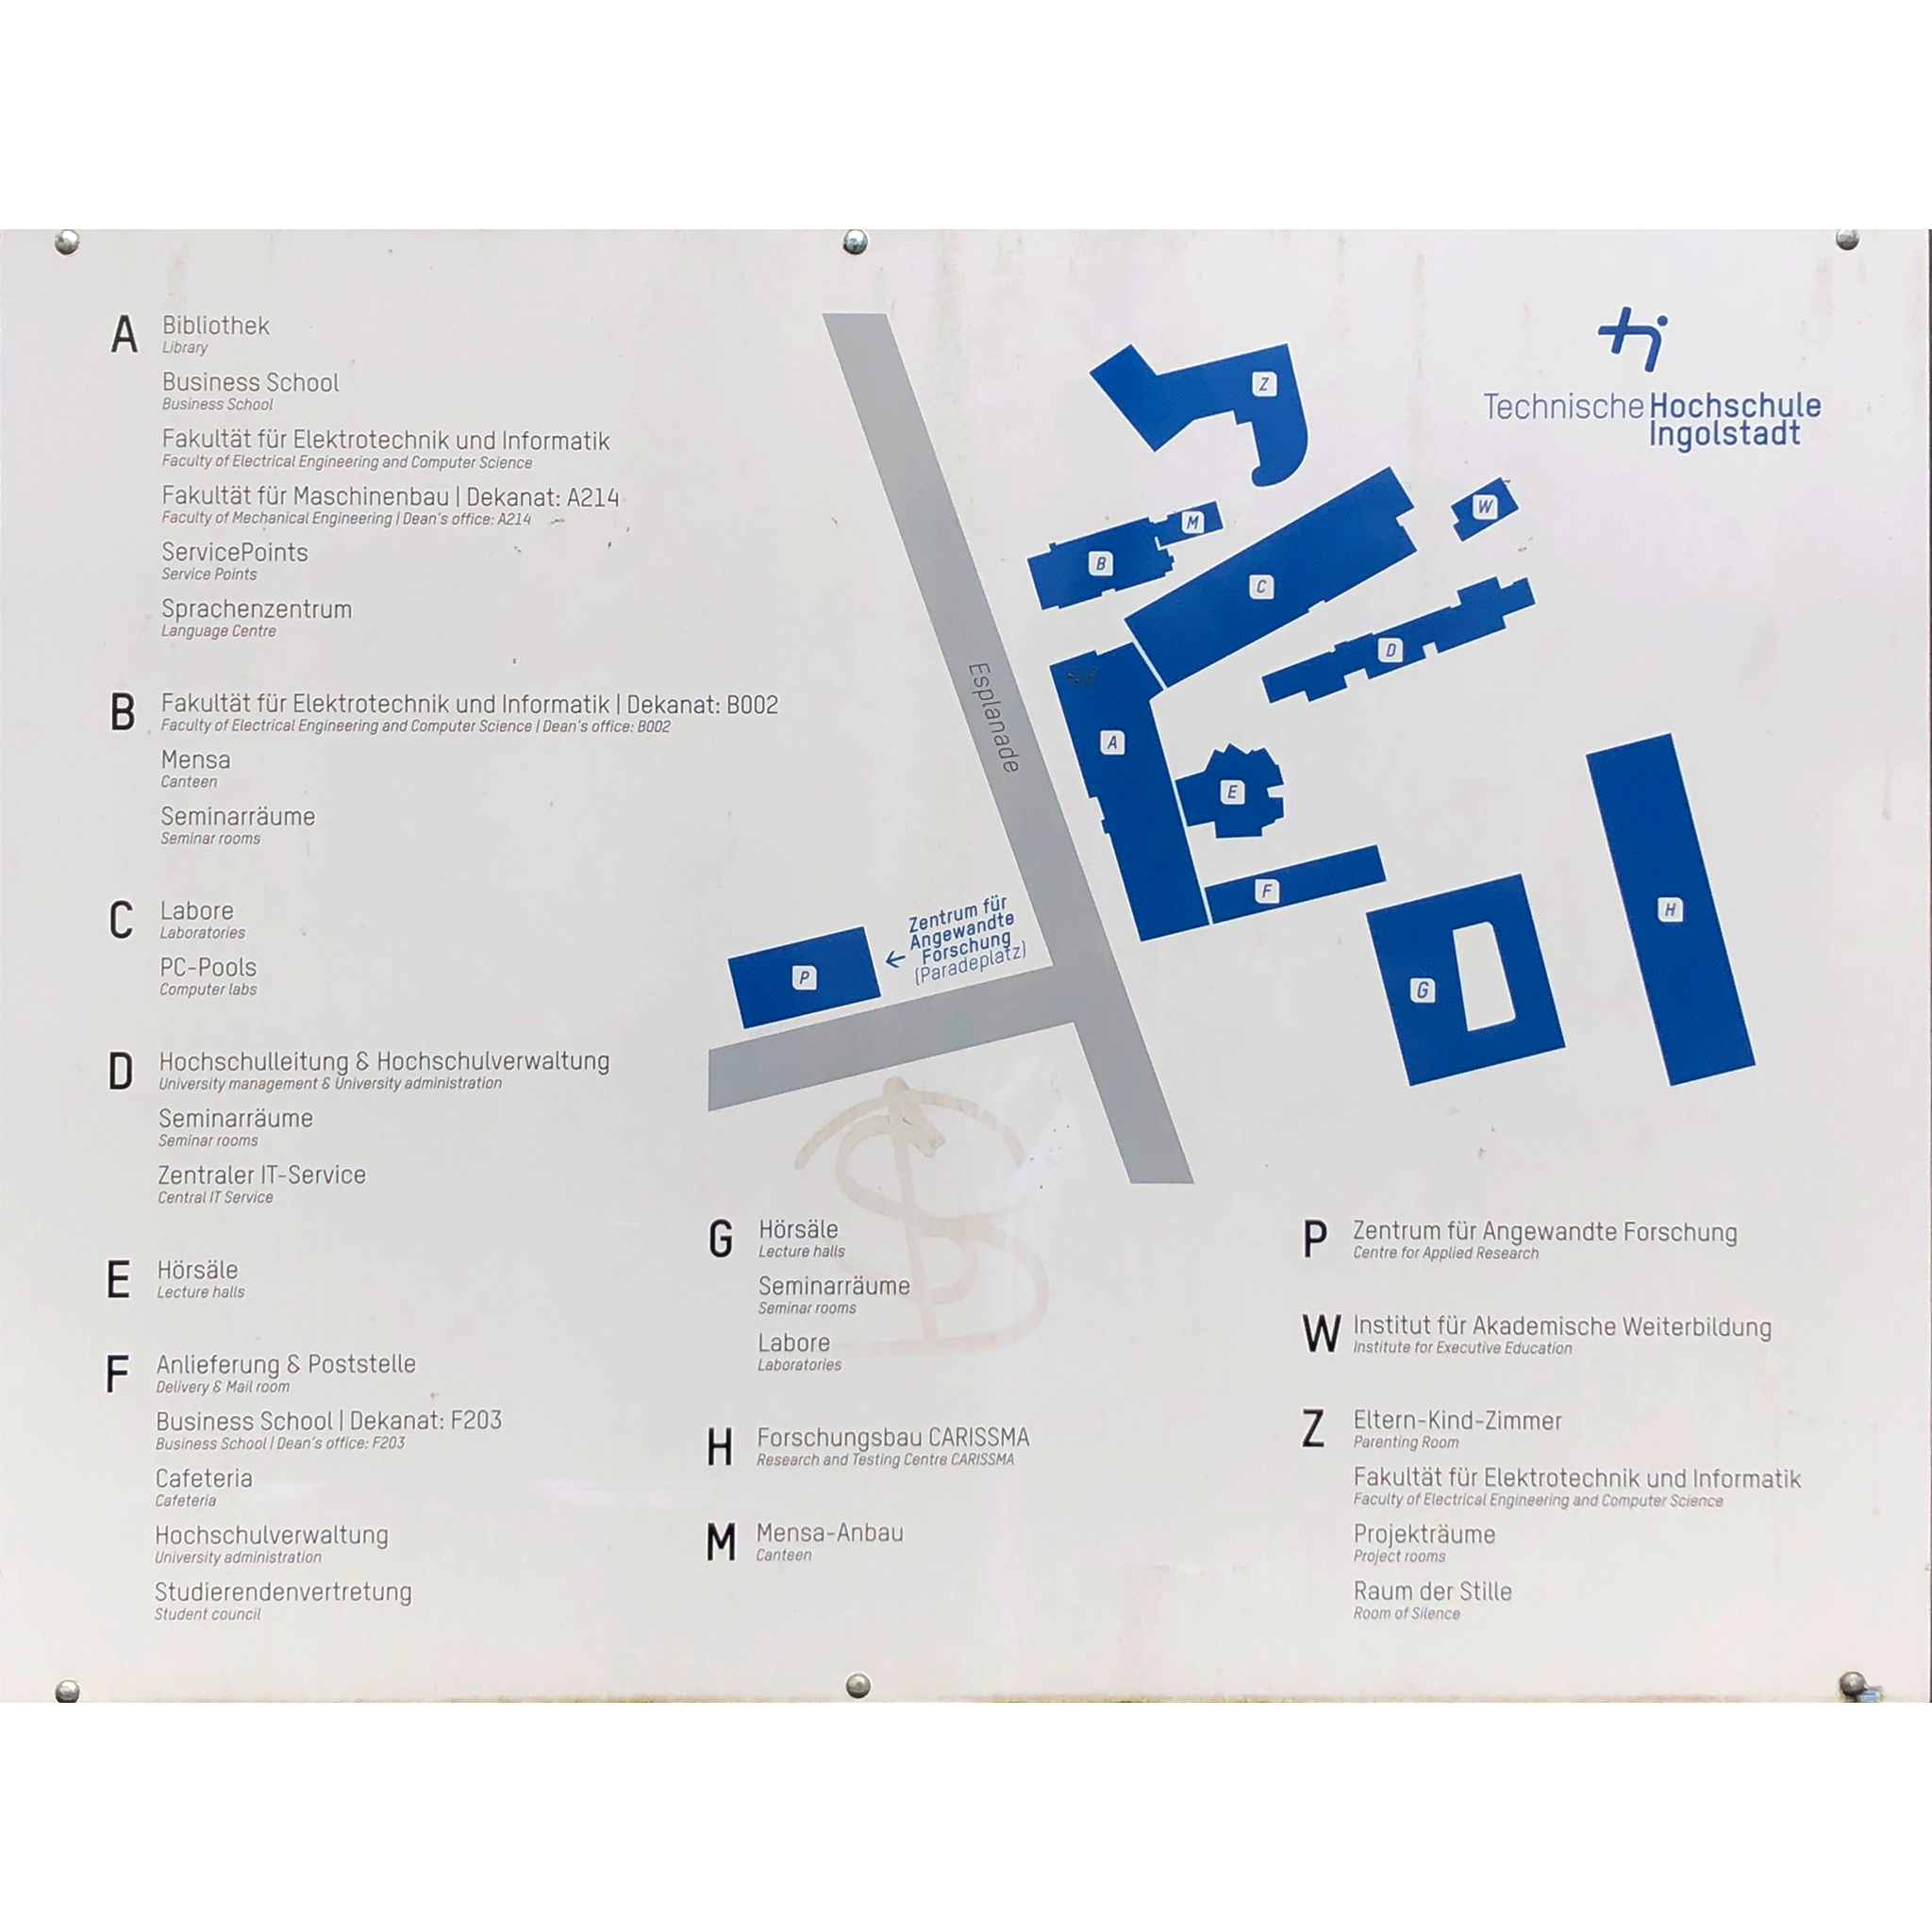 A
Bibliothek
Library
Business School
Business School
Fakultät für Elektrotechnik und Informatik
Faculty of Electrical Engineering and Computer Science
Fakultät für Maschinenbau | Dekanat: A214
Faculty of Mechanical Engineering | Dean's office: A214
ServicePoints
Service Points
Sprachenzentrum
Language Centre
B
Fakultät für Elektrotechnik und Informatik | Dekanat: B002
Faculty of Electrical Engineering and Computer Science | Dean's office: B002
Mensa
Canteen
Seminarräume
Seminar rooms
C
Labore
Laboratories
PC-Pools
Computer labs
D
Hochschulleitung & Hochschulverwaltung
University management & University administration
Seminarräume
Seminar rooms
Zentraler IT-Service
Central IT Service
E
Hörsäle
Lecture halls
F
Anlieferung & Poststelle
Delivery & Mail room
Business School | Dekanat: F203
Business School | Dean's office: F203
Cafeteria
Cafeteria
Hochschulverwaltung
University administration
Studierendenvertretung
Student council
Technische Hochschule
Ingolstadt
Z
W
M
B
C
D
Esplanade
A
E
F
H
G
P
← Zentrum für
Angewandte
Forschung
(Paradeplatz)
G
Hörsäle
Lecture halls
Seminarräume
Seminar rooms
Labore
Laboratories
H
Forschungsbau CARISSMA
Research and Testing Centre CARISSMA
M
Mensa-Anbau
Canteen
P
Zentrum für Angewandte Forschung
Centre for Applied Research
W
Institut für Akademische Weiterbildung
Institute for Executive Education
Z
Eltern-Kind-Zimmer
Parenting Room
Fakultät für Elektrotechnik und Informatik
Faculty of Electrical Engineering and Computer Science
Projekträume
Project rooms
Raum der Stille
Room of Silence